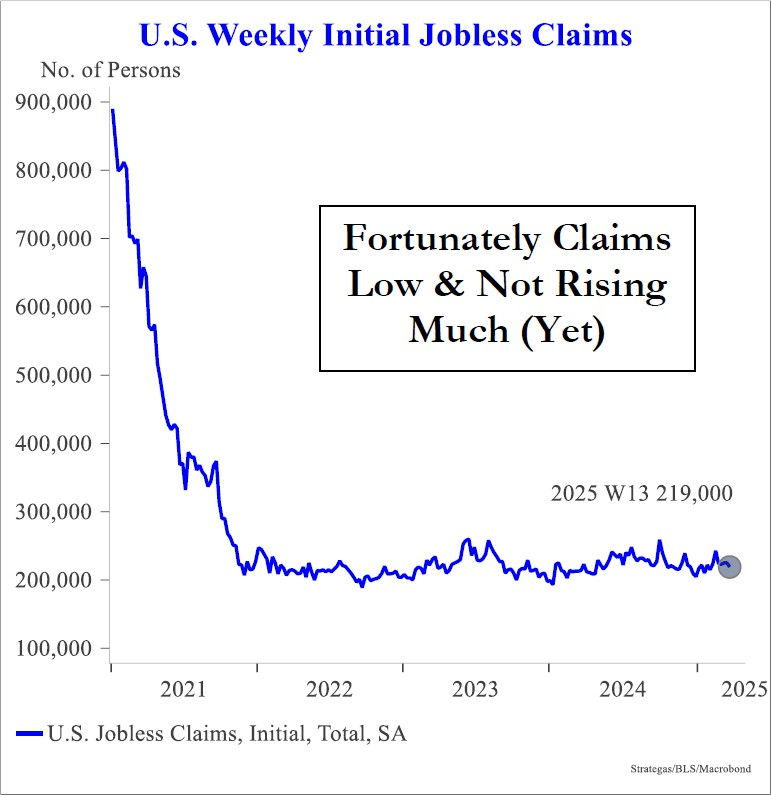 U.S. Weekly Initial Jobless Claims
No. of Persons
900,000
800,000
700,000
600,000
500,000
400,000
300,000
200,000
100,000
Fortunately Claims
Low & Not Rising
Much (Yet)
2025 W13 219,000
2021
2022
2023
2024
2025
U.S. Jobless Claims, Initial, Total, SA
Strategas/BLS/Macrobond